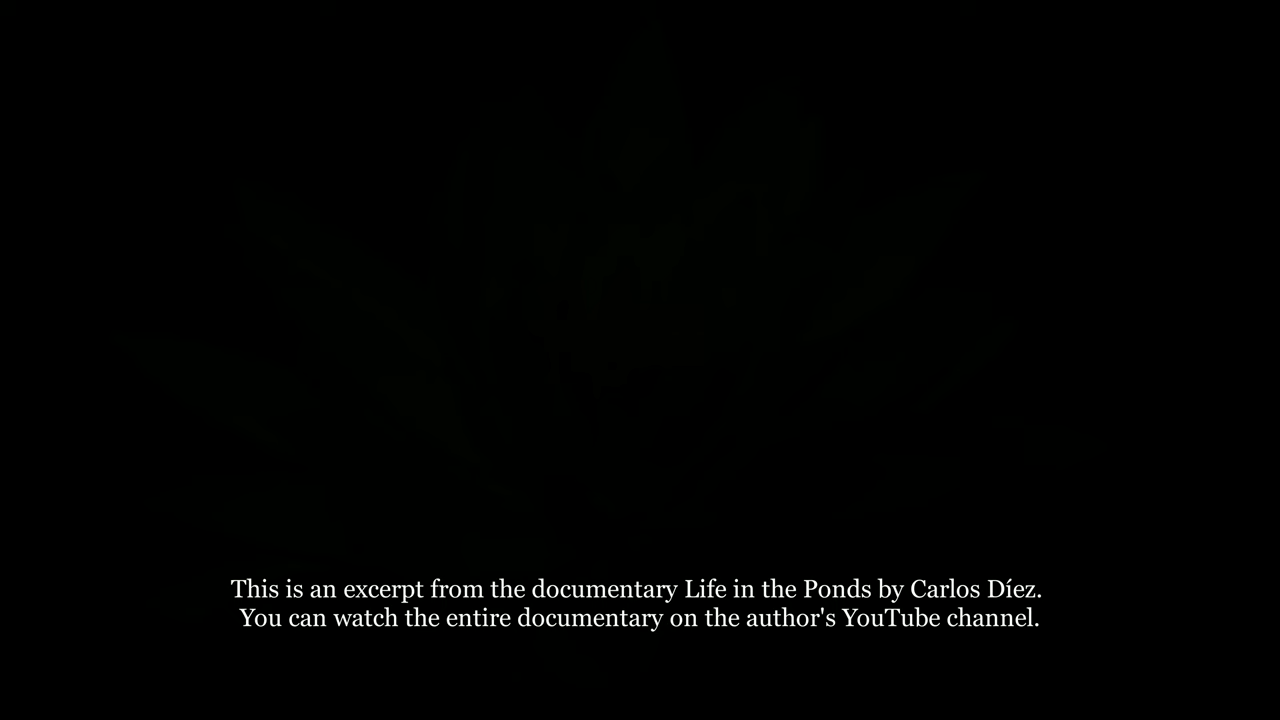 This is an excerpt from the documentary Life in the Ponds by Carlos Díez.
You can watch the entire documentary on the author's YouTube channel.